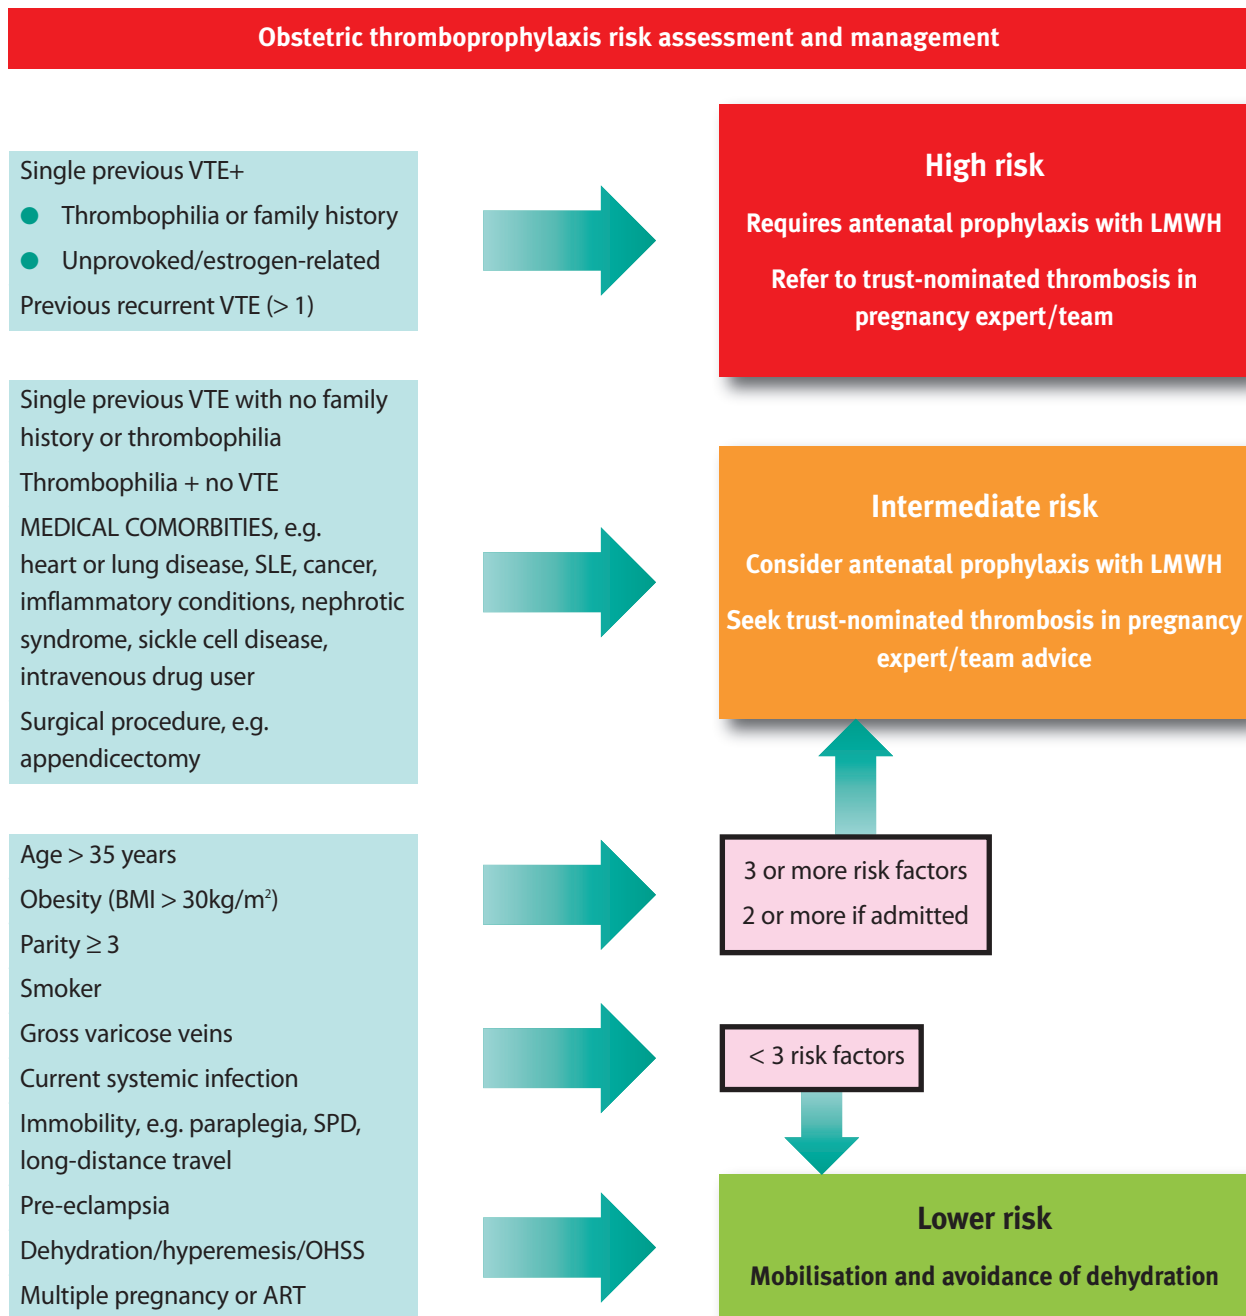 Obstetric thromboprophylaxis risk assessment and management
Single previous VTE+
● Thrombophilia or family history
● Unprovoked/estrogen-related
Previous recurrent VTE (> 1)
High risk
Requires antenatal prophylaxis with LMWH
Refer to trust-nominated thrombosis in
pregnancy expert/team
Single previous VTE with no family
history or thrombophilia
Thrombophilia + no VTE
MEDICAL COMORBITIES, e.g.
heart or lung disease, SLE, cancer,
imflammatory conditions, nephrotic
syndrome, sickle cell disease,
intravenous drug user
Surgical procedure, e.g.
appendicectomy
Intermediate risk
Consider antenatal prophylaxis with LMWH
Seek trust-nominated thrombosis in pregnancy
expert/team advice
Age > 35 years
Obesity (BMI > 30kg/m²)
Parity ≥ 3
Smoker
Gross varicose veins
Current systemic infection
Immobility, e.g. paraplegia, SPD,
long-distance travel
Pre-eclampsia
Dehydration/hyperemesis/OHSS
Multiple pregnancy or ART
3 or more risk factors
2 or more if admitted
< 3 risk factors
Lower risk
Mobilisation and avoidance of dehydration